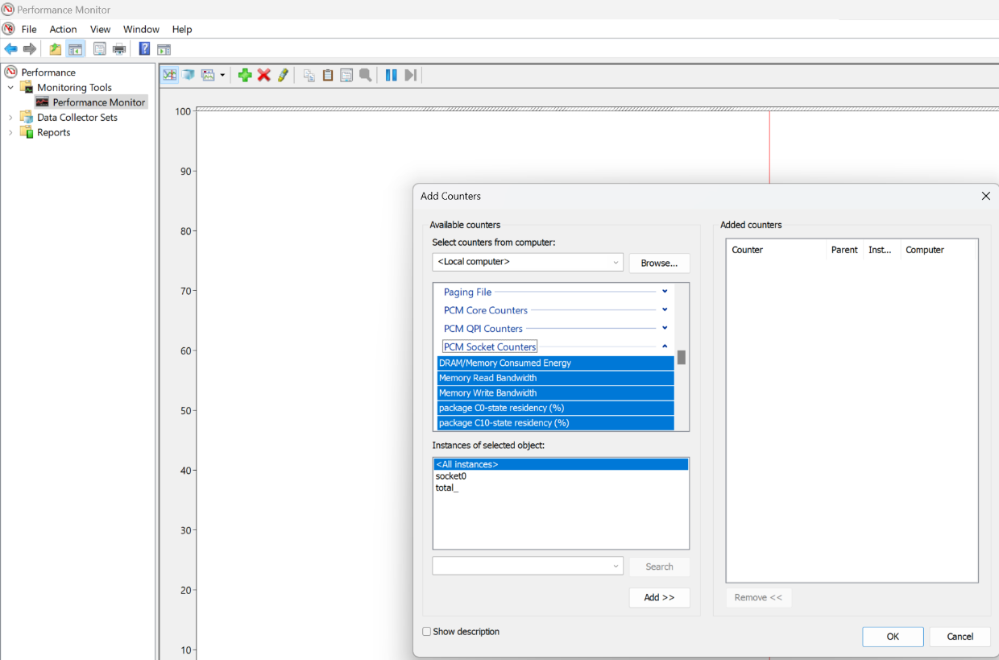 Performance Monitor
File Action View Window Help
Performance
Monitoring Tools
Performance Monitor
Data Collector Sets
Reports
100
90
80
70
60
50
40
30
20
10
Add Counters
Available counters
Select counters from computer:
<Local computer>
Browse...
Paging File
PCM Core Counters
PCM QPI Counters
PCM Socket Counters
DRAM/Memory Consumed Energy
Memory Read Bandwidth
Memory Write Bandwidth
package C0-state residency (%)
package C10-state residency (%)
Instances of selected object:
<All instances>
socket0
total_
Search
Add >>
Show description
Added counters
Counter Parent Inst... Computer
Remove <<
OK Cancel